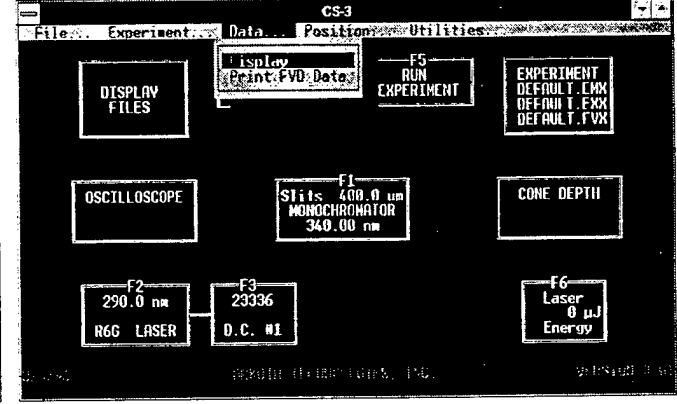 CS-3
File... Experiment... Data... Position... Utilities...
Display
Print FVD Data
DISPLAY
FILES
F5
RUN
EXPERIMENT
EXPERIMENT
DEFAULT.EMX
DEFAULT.EXX
DEFAULT.FVX
OSCILLOSCOPE
F1
Slits 400.0 um
MONOCHROMATOR
340.00 nm
CONE DEPTH
F2
290.0 nm
R6G LASER
F3
23336
D.C. #1
F6
Laser
0 µJ
Energy